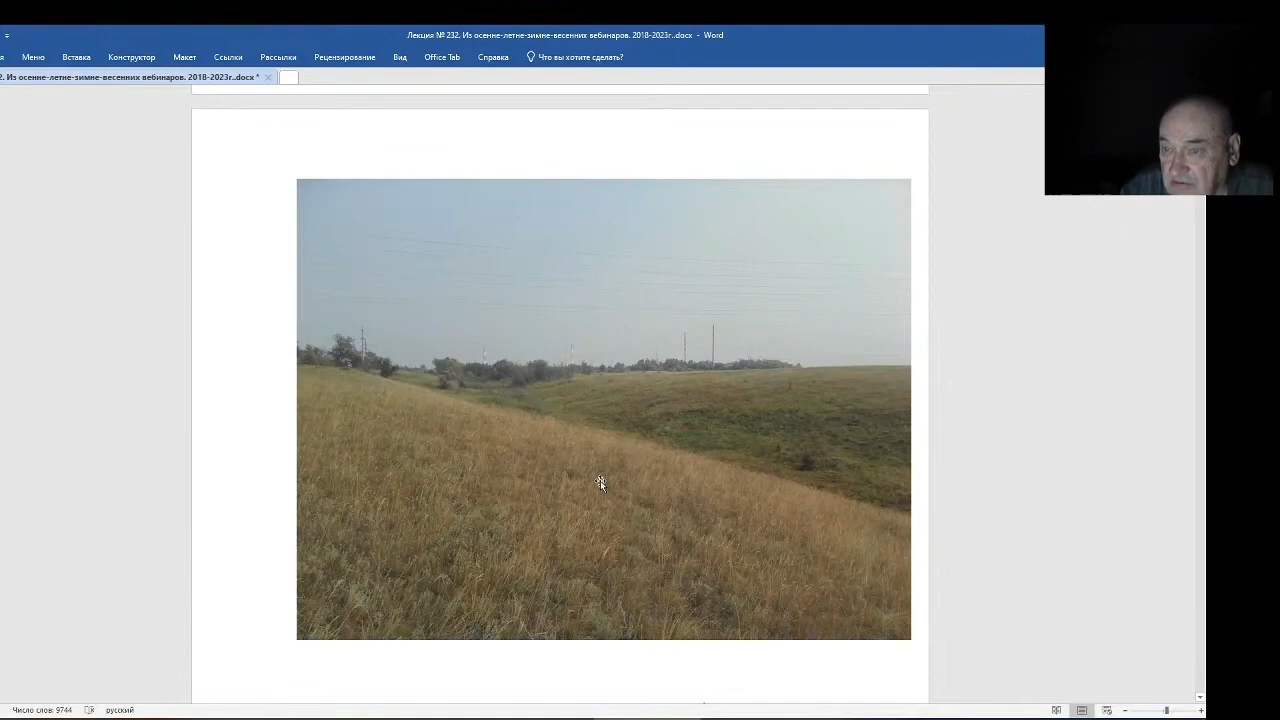 Лекция № 232. Из осенне-летне-зимне-весенних вебинаров. 2018-2023г..docx - Word
Меню Вставка Конструктор Макет Ссылки Рассылки Рецензирование Вид Office Tab Справка Что вы хотите сделать?
2. Из осенне-летне-зимне-весенних вебинаров. 2018-2023г..docx *
Число слов: 9744 русский